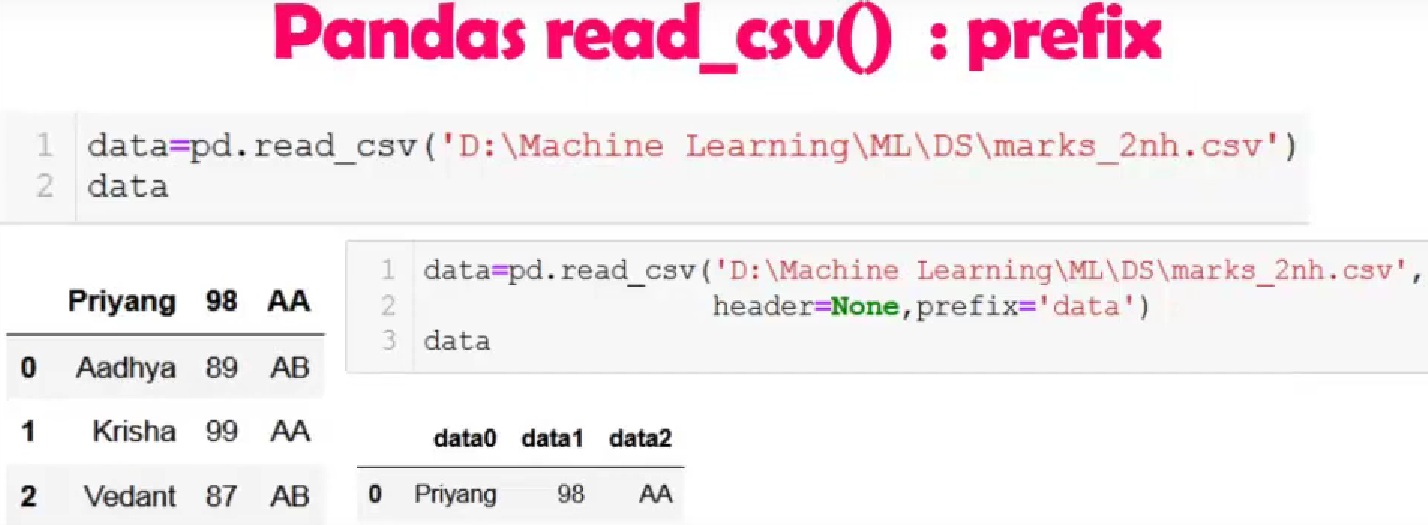 Pandas read_csv() : prefix
1 data=pd.read_csv('D:\Machine Learning\ML\DS\marks_2nh.csv')
2 data
Priyang 98 AA
0 Aadhya 89 AB
1 Krisha 99 AA
2 Vedant 87 AB
1 data=pd.read_csv('D:\Machine Learning\ML\DS\marks_2nh.csv',
2 header=None,prefix='data')
3 data
data0 data1 data2
0 Priyang 98 AA